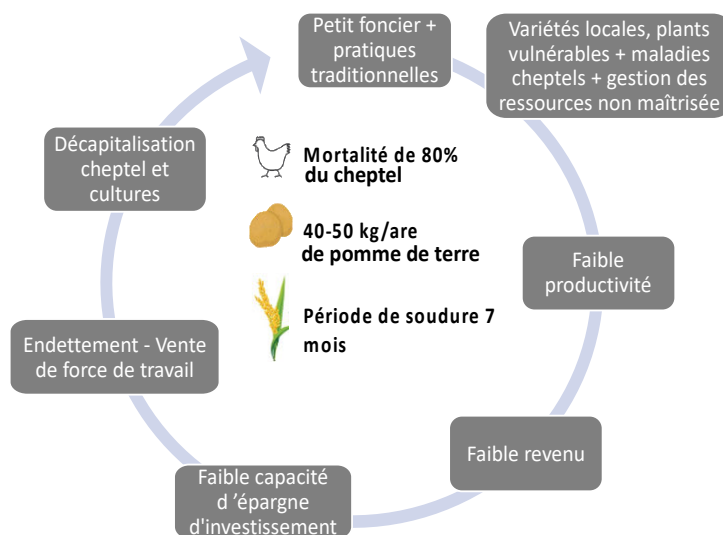 Petit foncier +
pratiques
traditionnelles
Variétés locales, plants
vulnérables + maladies
cheptels + gestion des
ressources non maîtrisée
Faible
productivité
Faible revenu
Faible capacité
d 'épargne
d'investissement
Endettement - Vente
de force de travail
Décapitalisation
cheptel et
cultures
Mortalité de 80%
du cheptel
40-50 kg/are
de pomme de terre
Période de soudure 7
mois